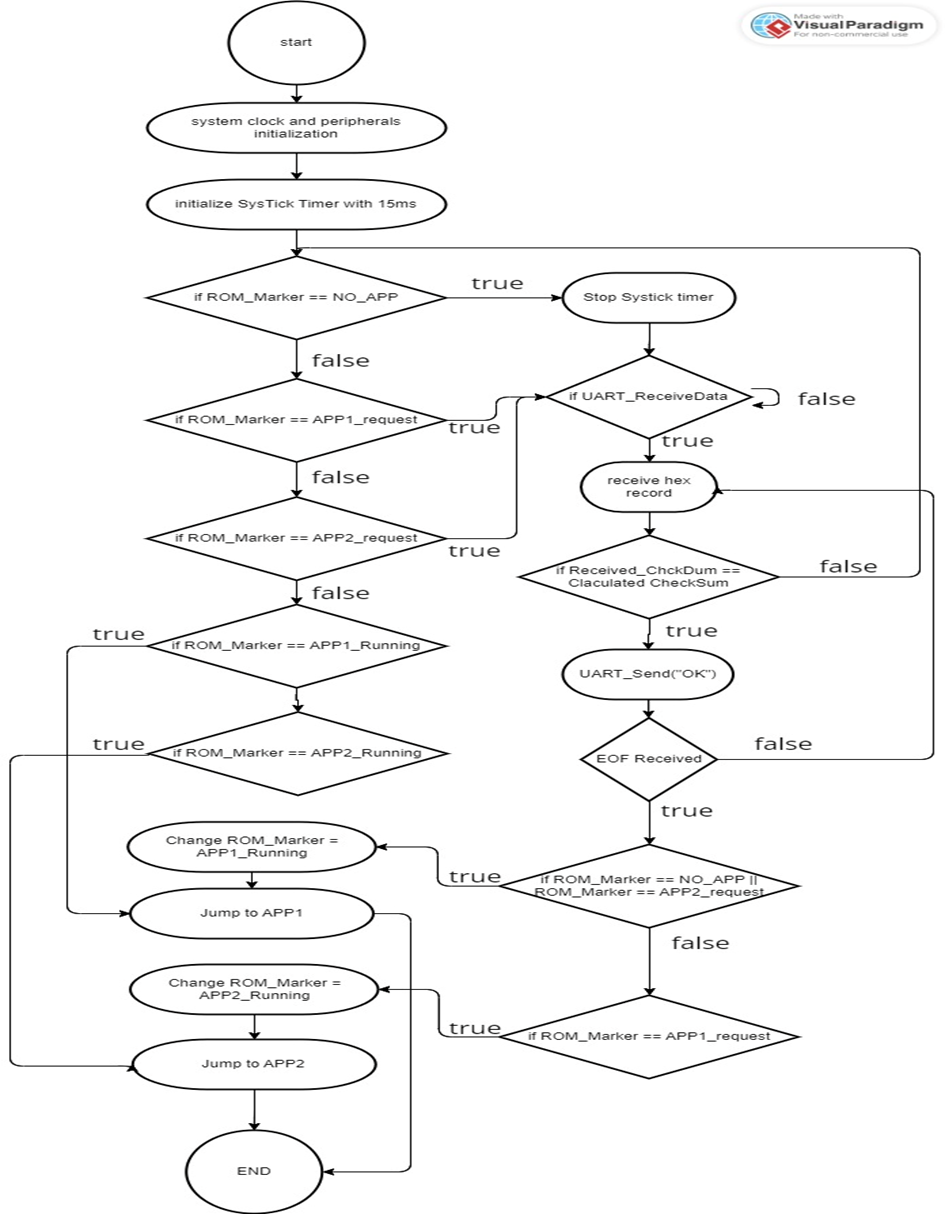 Made with
VisualParadigm
For non-commercial use
start
system clock and peripherals
initialization
initialize SysTick Timer with 15ms
if ROM_Marker == NO_APP
true
Stop Systick timer
false
if UART_ReceiveData
false
if ROM_Marker == APP1_request
true
true
receive hex
record
false
if ROM_Marker == APP2_request
true
if Received_ChckDum ==
Claculated CheckSum
false
false
true
true
if ROM_Marker == APP1_Running
UART_Send("OK")
true
if ROM_Marker == APP2_Running
EOF Received
false
true
Change ROM_Marker =
APP1_Running
true
if ROM_Marker == NO_APP ||
ROM_Marker == APP2_request
Jump to APP1
false
Change ROM_Marker =
APP2_Running
true
if ROM_Marker == APP1_request
Jump to APP2
END